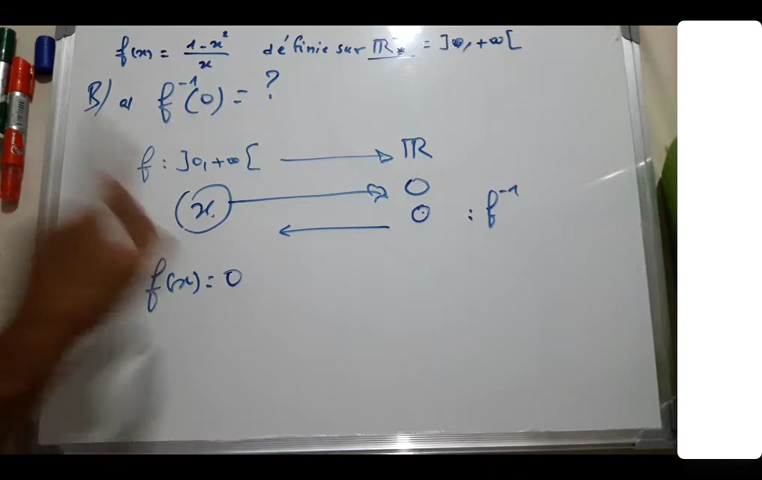 f(x) = (1-x²)/x définie sur ℝ*₊ = ]0,+∞[
B/ a) f⁻¹(0) = ?
f : ]0,+∞[ → ℝ
x → 0
← 0 : f⁻¹
f(x) = 0